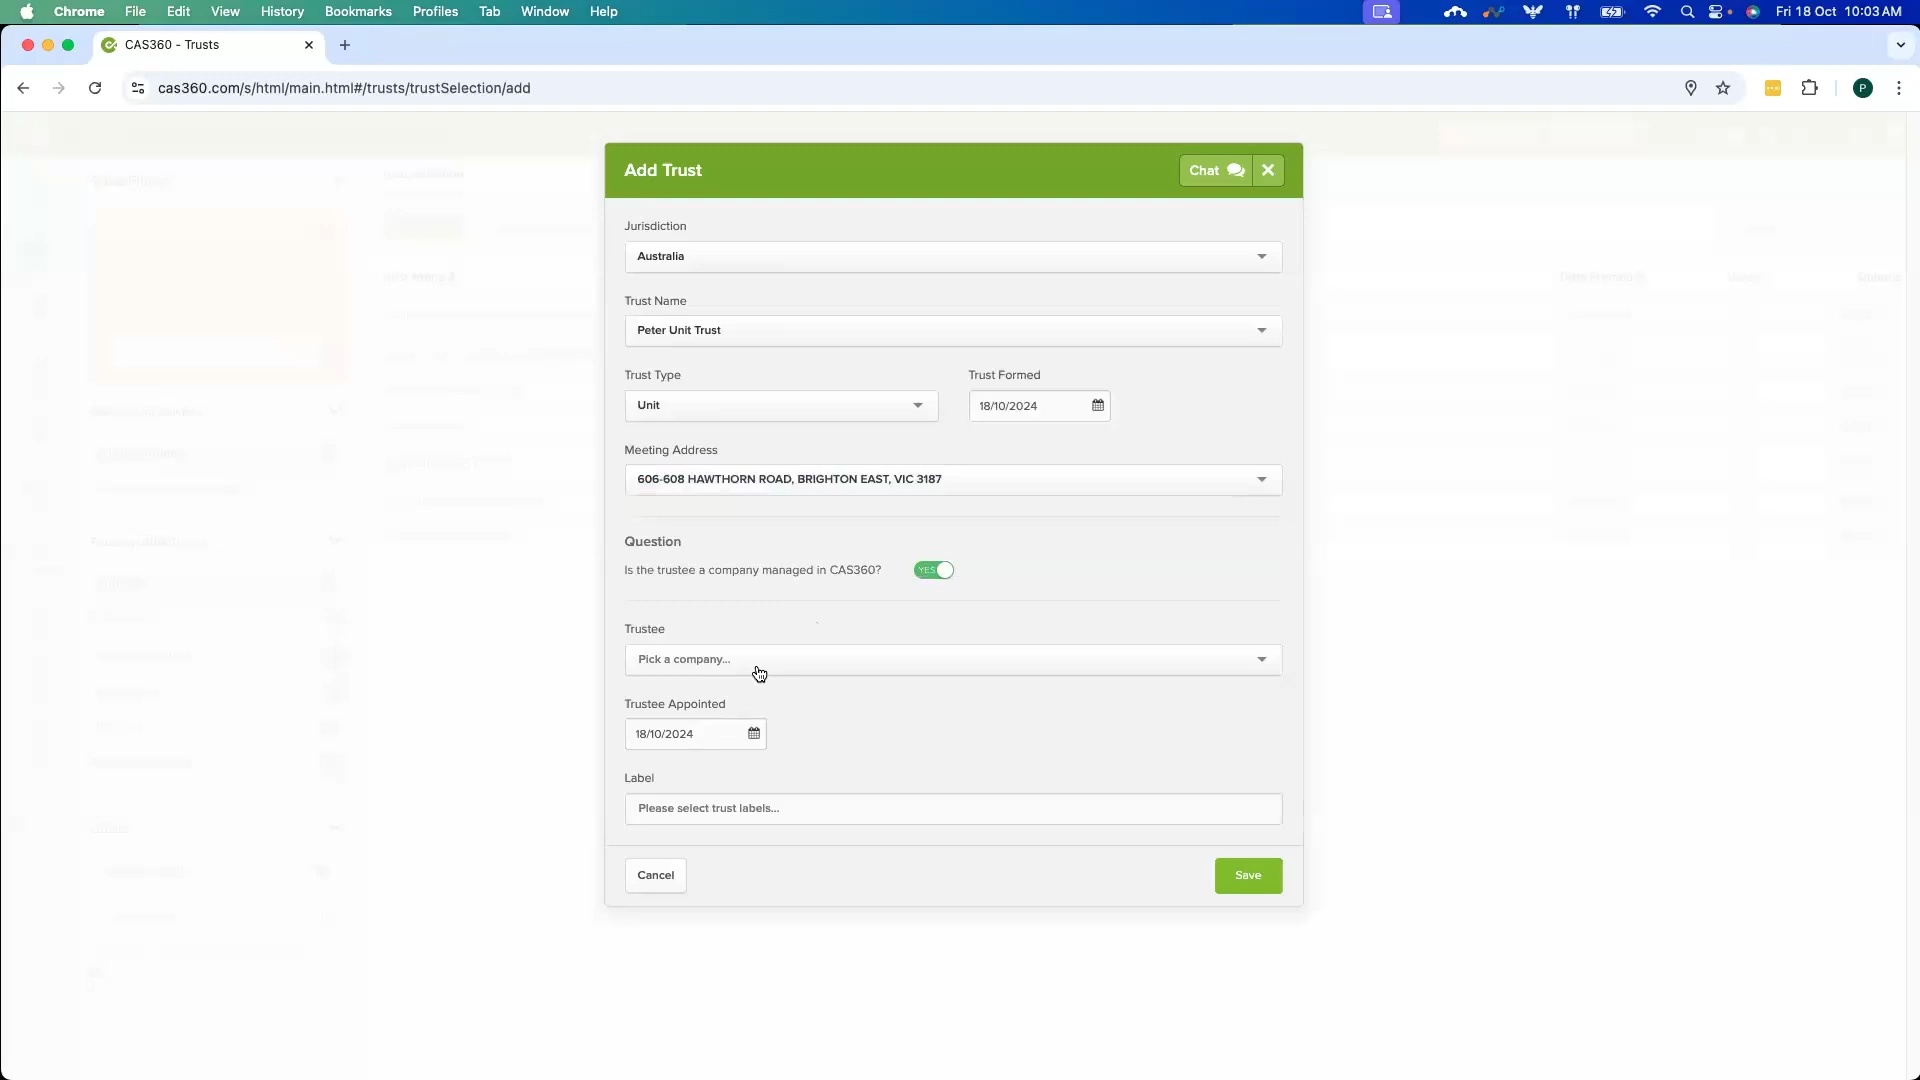 Chrome File Edit View History Bookmarks Profiles Tab Window Help Fri 18 Oct 10:03 AM
CAS360 - Trusts
cas360.com/s/html/main.html#/trusts/trustSelection/add P
Add Trust Chat
Jurisdiction
Australia
Trust Name
Peter Unit Trust
Trust Type Trust Formed
Unit 18/10/2024
Meeting Address
606-608 HAWTHORN ROAD, BRIGHTON EAST, VIC 3187
Question
Is the trustee a company managed in CAS360? YES
Trustee
Pick a company...
Trustee Appointed
18/10/2024
Label
Please select trust labels...
Cancel Save